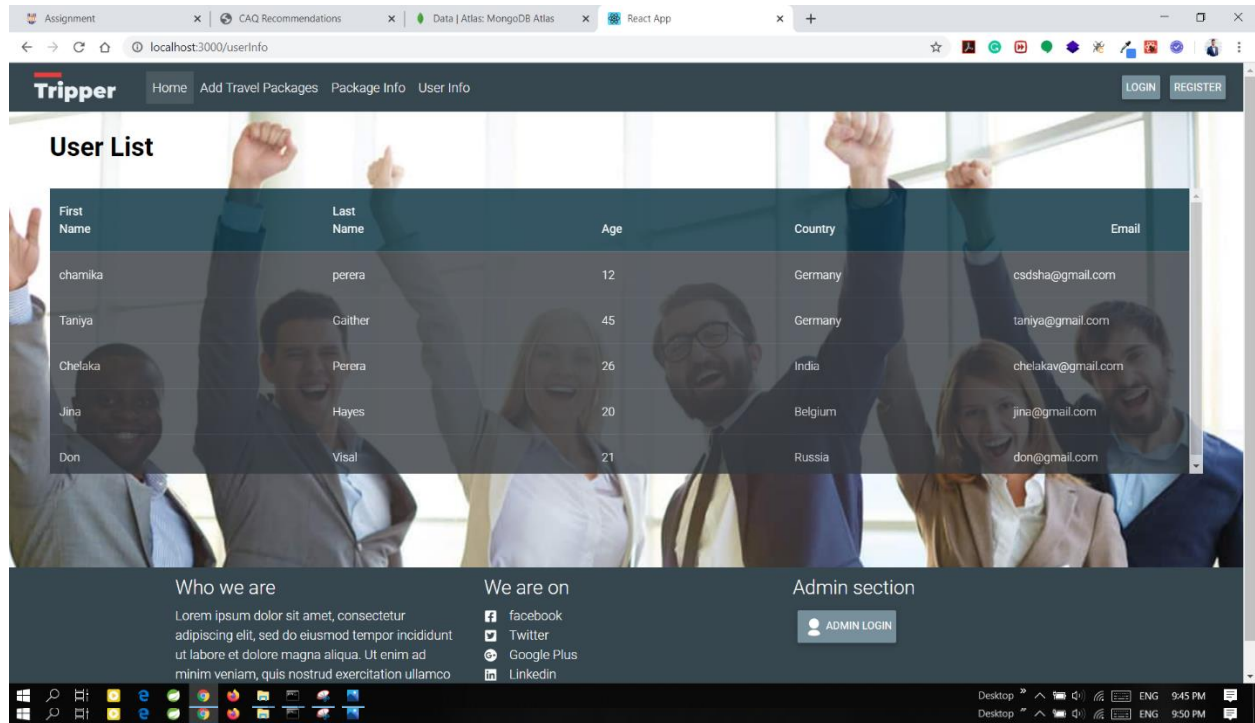 Assignment
CAQ Recommendations
Data | Atlas: MongoDB Atlas
React App
localhost:3000/userInfo
Tripper
Home Add Travel Packages Package Info User Info
LOGIN REGISTER
User List
First
Name
Last
Name
Age Country Email
chamika perera 12 Germany csdsha@gmail.com
Taniya Gaither 45 Germany taniya@gmail.com
Chelaka Perera 26 India chelakav@gmail.com
Jina Hayes 20 Belgium jina@gmail.com
Don Visal 21 Russia don@gmail.com
Who we are
Lorem ipsum dolor sit amet, consectetur
adipiscing elit, sed do eiusmod tempor incididunt
ut labore et dolore magna aliqua. Ut enim ad
minim veniam, quis nostrud exercitation ullamco
We are on
facebook
Twitter
Google Plus
Linkedin
Admin section
ADMIN LOGIN
Desktop ENG 9:45 PM
Desktop ENG 9:50 PM